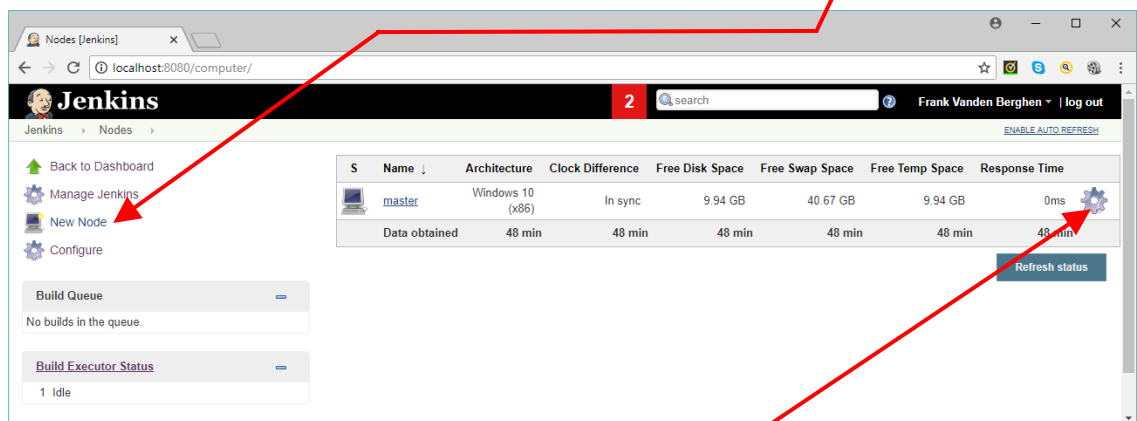 Nodes [Jenkins]
localhost:8080/computer/
Jenkins
2
search
Frank Vanden Berghen
| log out
Jenkins
Nodes
ENABLE AUTO REFRESH
Back to Dashboard
Manage Jenkins
New Node
Configure
S Name ↓ Architecture Clock Difference Free Disk Space Free Swap Space Free Temp Space Response Time
master Windows 10 (x86) In sync 9.94 GB 40.67 GB 9.94 GB 0ms
Data obtained 48 min 48 min 48 min 48 min 48 min 48 min
Refresh status
Build Queue
No builds in the queue.
Build Executor Status
1 Idle